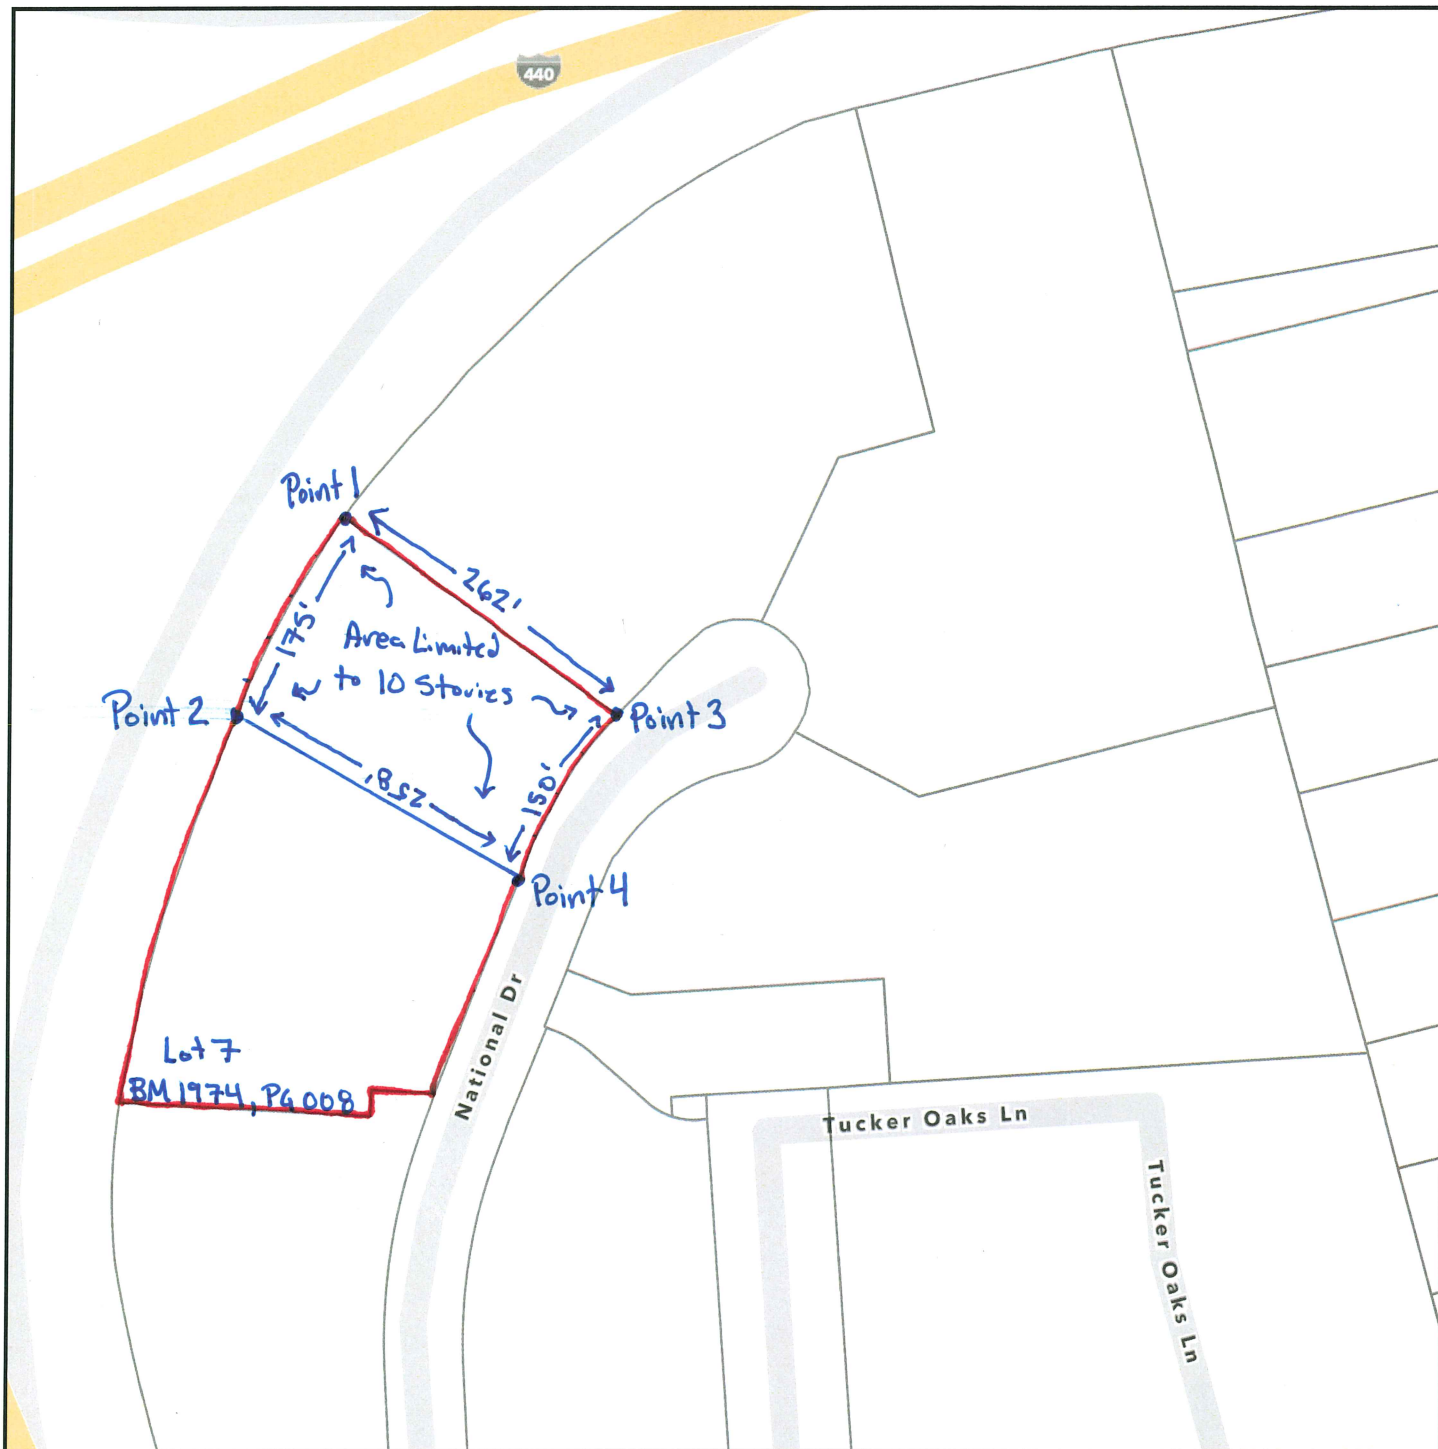 440
Point 1
262'
175'
Area Limited
to 10 Stories
Point 2
Point 3
258'
150'
Point 4
National Dr
Lot 7
BM 1974, PG 008
Tucker Oaks Ln
Tucker Oaks Ln